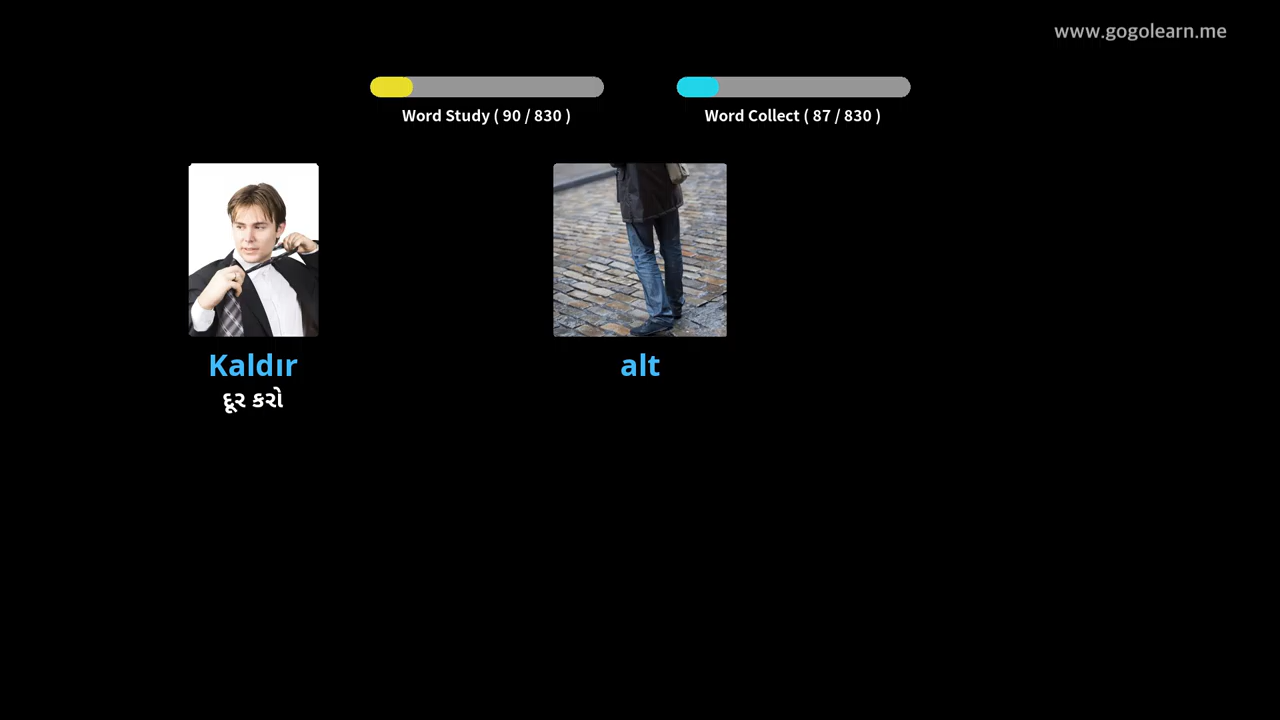 www.gogolearn.me
Word Study ( 90 / 830 )
Word Collect ( 87 / 830 )
Kaldır
દૂર કરો
alt